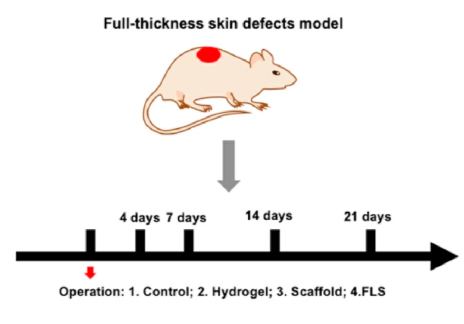 Full-thickness skin defects model
4 days 7 days 14 days 21 days
Operation: 1. Control; 2. Hydrogel; 3. Scaffold; 4.FLS